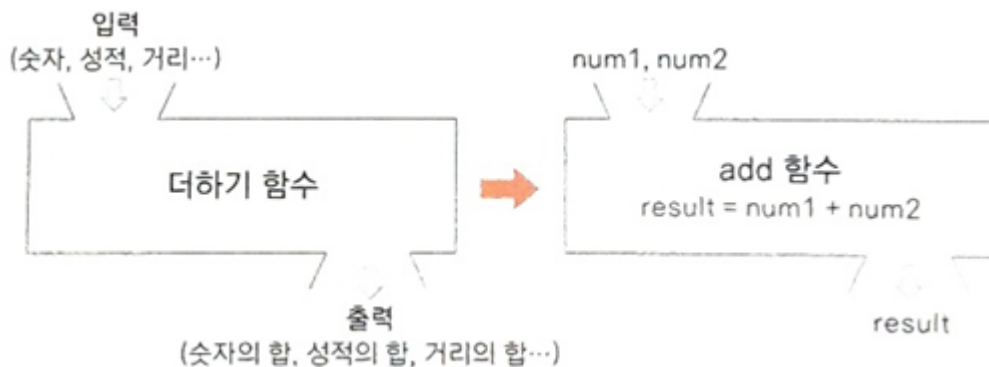 입력
(숫자, 성적, 거리…)
더하기 함수
출력
(숫자의 합, 성적의 합, 거리의 합…)
num1, num2
add 함수
result = num1 + num2
result